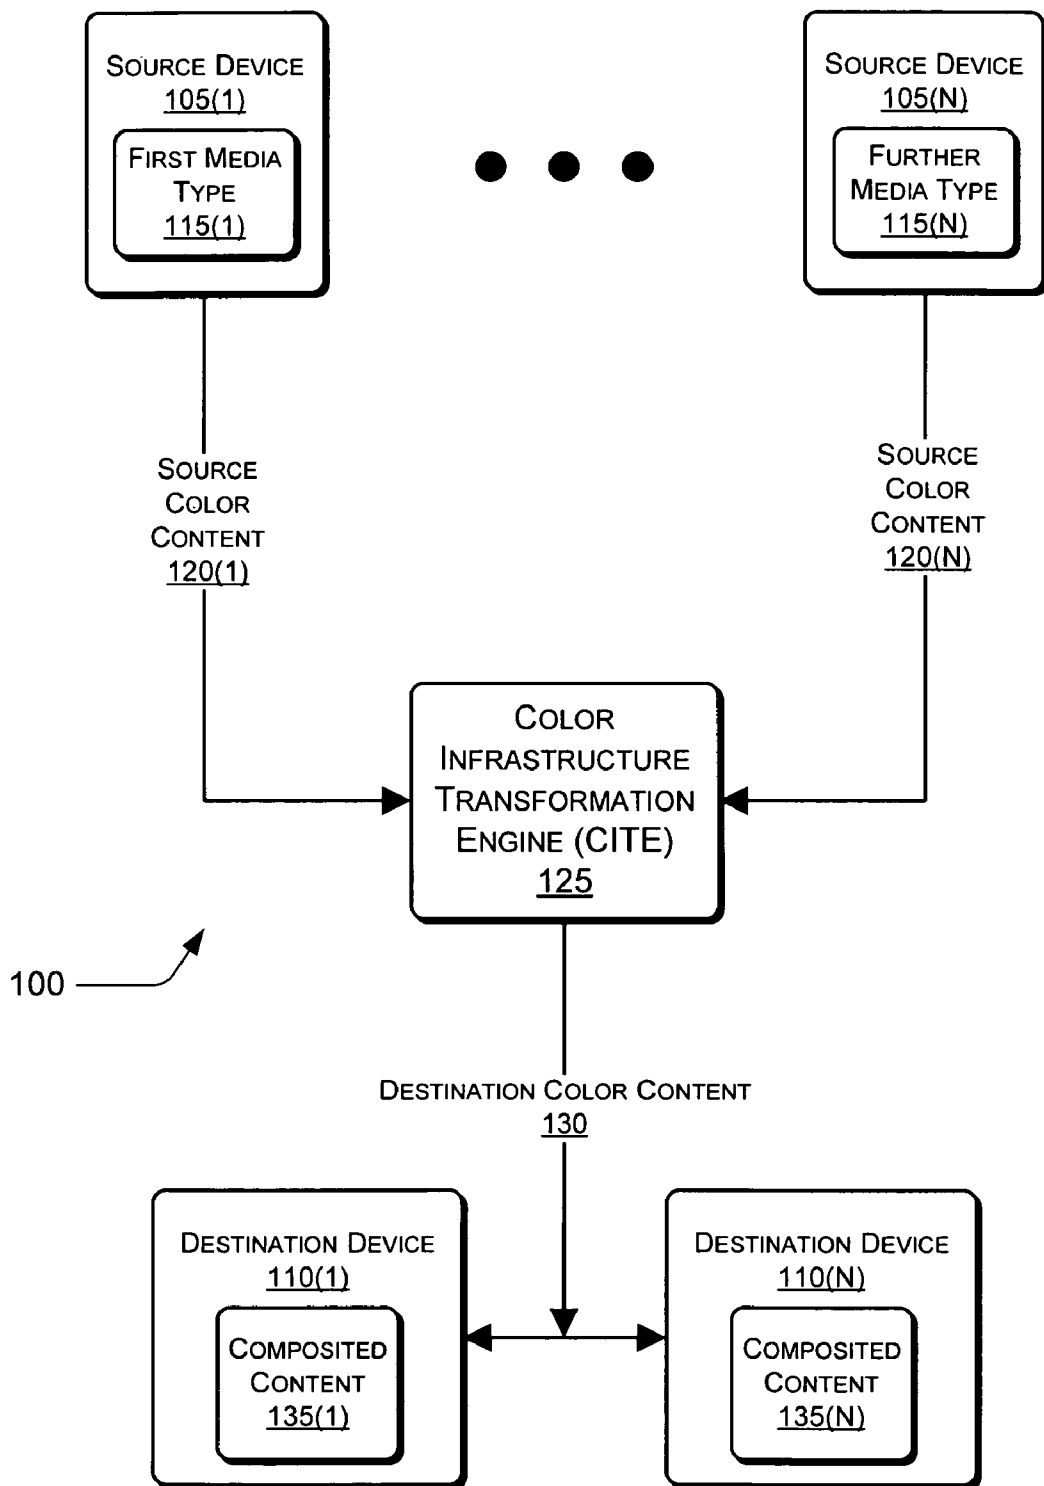 SOURCE DEVICE
105(1)
FIRST MEDIA
TYPE
115(1)
SOURCE DEVICE
105(N)
FURTHER
MEDIA TYPE
115(N)
SOURCE
COLOR
CONTENT
120(1)
SOURCE
COLOR
CONTENT
120(N)
COLOR
INFRASTRUCTURE
TRANSFORMATION
ENGINE (CITE)
125
100
DESTINATION COLOR CONTENT
130
DESTINATION DEVICE
110(1)
COMPOSITED
CONTENT
135(1)
DESTINATION DEVICE
110(N)
COMPOSITED
CONTENT
135(N)